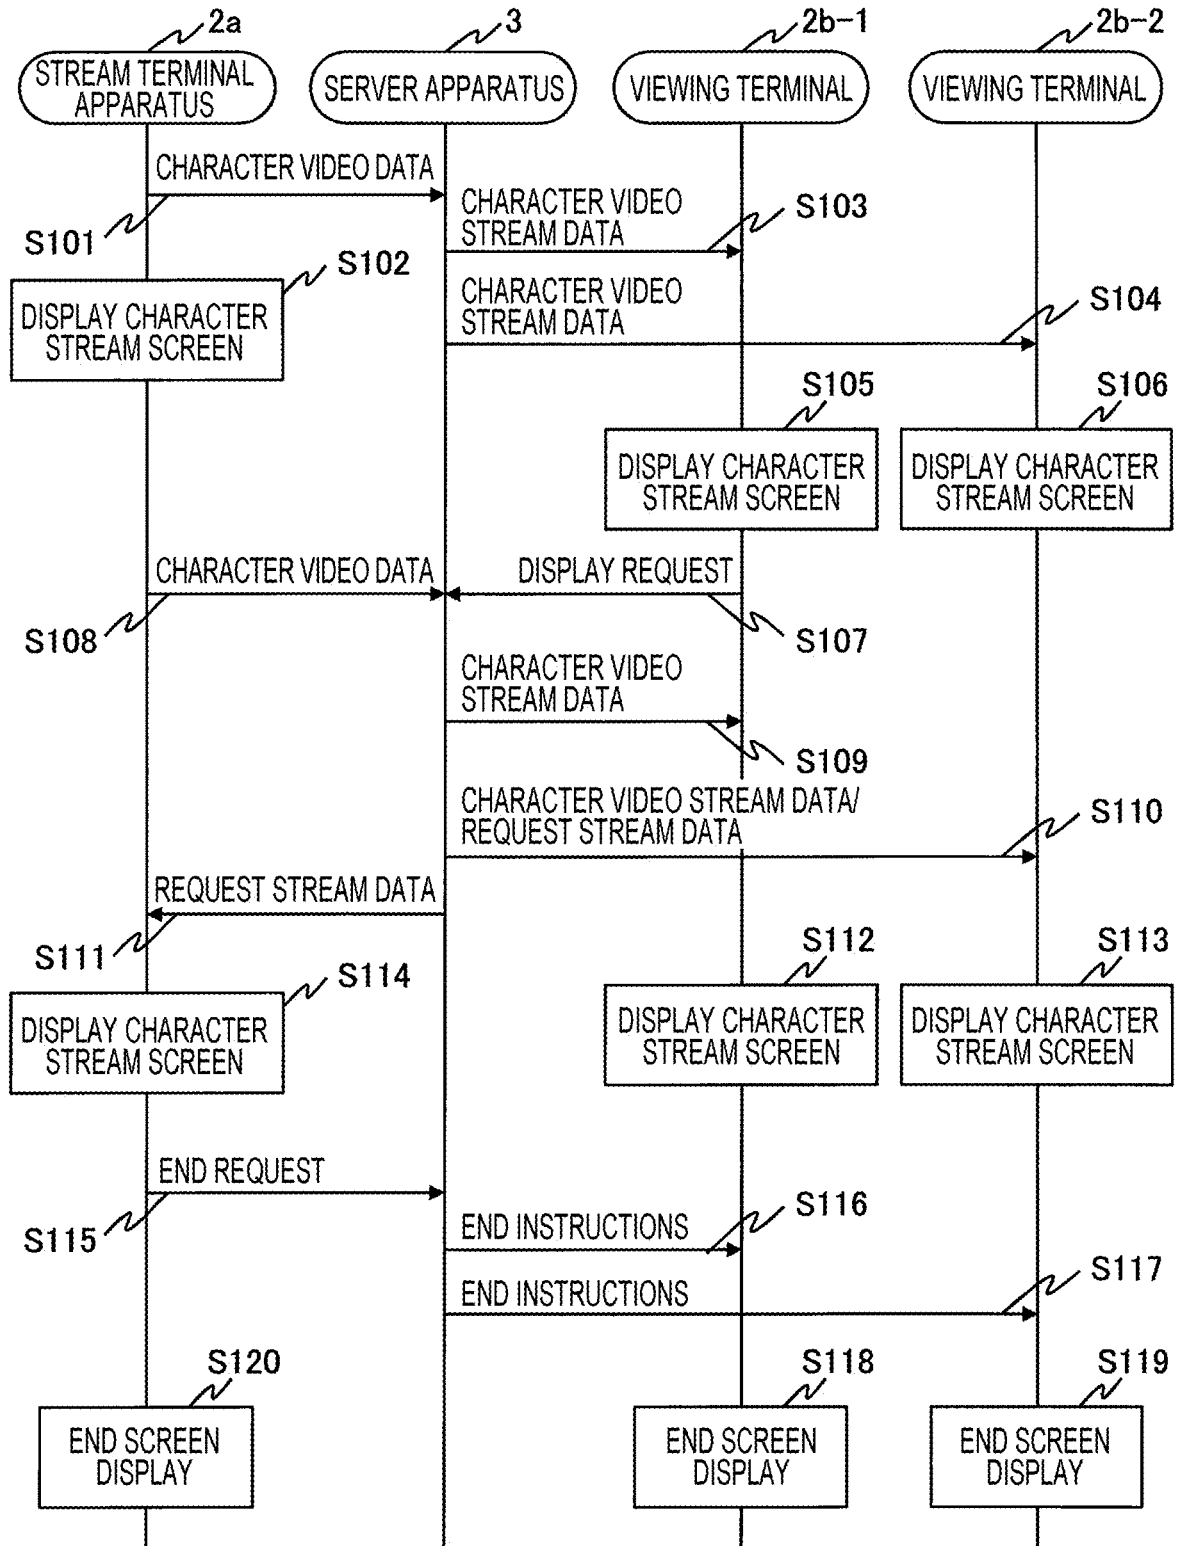 2a
3
2b-1
2b-2
STREAM TERMINAL
APPARATUS
SERVER APPARATUS
VIEWING TERMINAL
VIEWING TERMINAL
CHARACTER VIDEO DATA
S101
CHARACTER VIDEO
STREAM DATA
S103
S102
DISPLAY CHARACTER
STREAM SCREEN
CHARACTER VIDEO
STREAM DATA
S104
S105
DISPLAY CHARACTER
STREAM SCREEN
S106
DISPLAY CHARACTER
STREAM SCREEN
CHARACTER VIDEO DATA
S108
DISPLAY REQUEST
S107
CHARACTER VIDEO
STREAM DATA
S109
CHARACTER VIDEO STREAM DATA/
REQUEST STREAM DATA
S110
REQUEST STREAM DATA
S111
S112
DISPLAY CHARACTER
STREAM SCREEN
S113
DISPLAY CHARACTER
STREAM SCREEN
S114
DISPLAY CHARACTER
STREAM SCREEN
END REQUEST
S115
END INSTRUCTIONS
S116
END INSTRUCTIONS
S117
S120
END SCREEN
DISPLAY
S118
END SCREEN
DISPLAY
S119
END SCREEN
DISPLAY